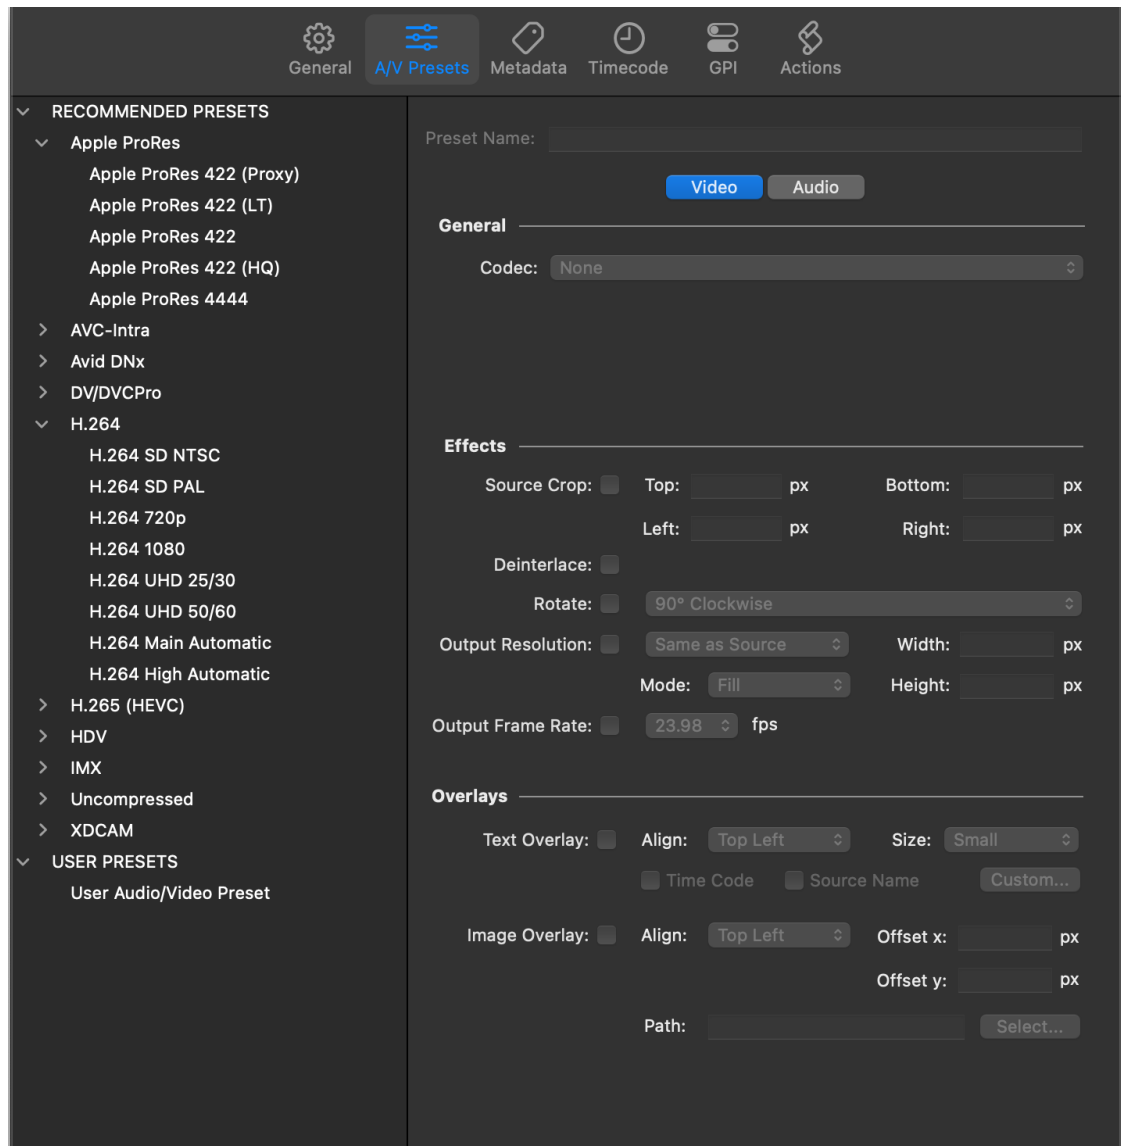 General A/V Presets Metadata Timecode GPI Actions
RECOMMENDED PRESETS
Apple ProRes
Apple ProRes 422 (Proxy)
Apple ProRes 422 (LT)
Apple ProRes 422
Apple ProRes 422 (HQ)
Apple ProRes 4444
AVC-Intra
Avid DNx
DV/DVCPro
H.264
H.264 SD NTSC
H.264 SD PAL
H.264 720p
H.264 1080
H.264 UHD 25/30
H.264 UHD 50/60
H.264 Main Automatic
H.264 High Automatic
H.265 (HEVC)
HDV
IMX
Uncompressed
XDCAM
USER PRESETS
User Audio/Video Preset
Preset Name:
Video Audio
General
Codec: None
Effects
Source Crop: Top: px Bottom: px
Left: px Right: px
Deinterlace:
Rotate: 90° Clockwise
Output Resolution: Same as Source Width: px
Mode: Fill Height: px
Output Frame Rate: 23.98 fps
Overlays
Text Overlay: Align: Top Left Size: Small
Time Code Source Name Custom...
Image Overlay: Align: Top Left Offset x: px
Offset y: px
Path: Select...